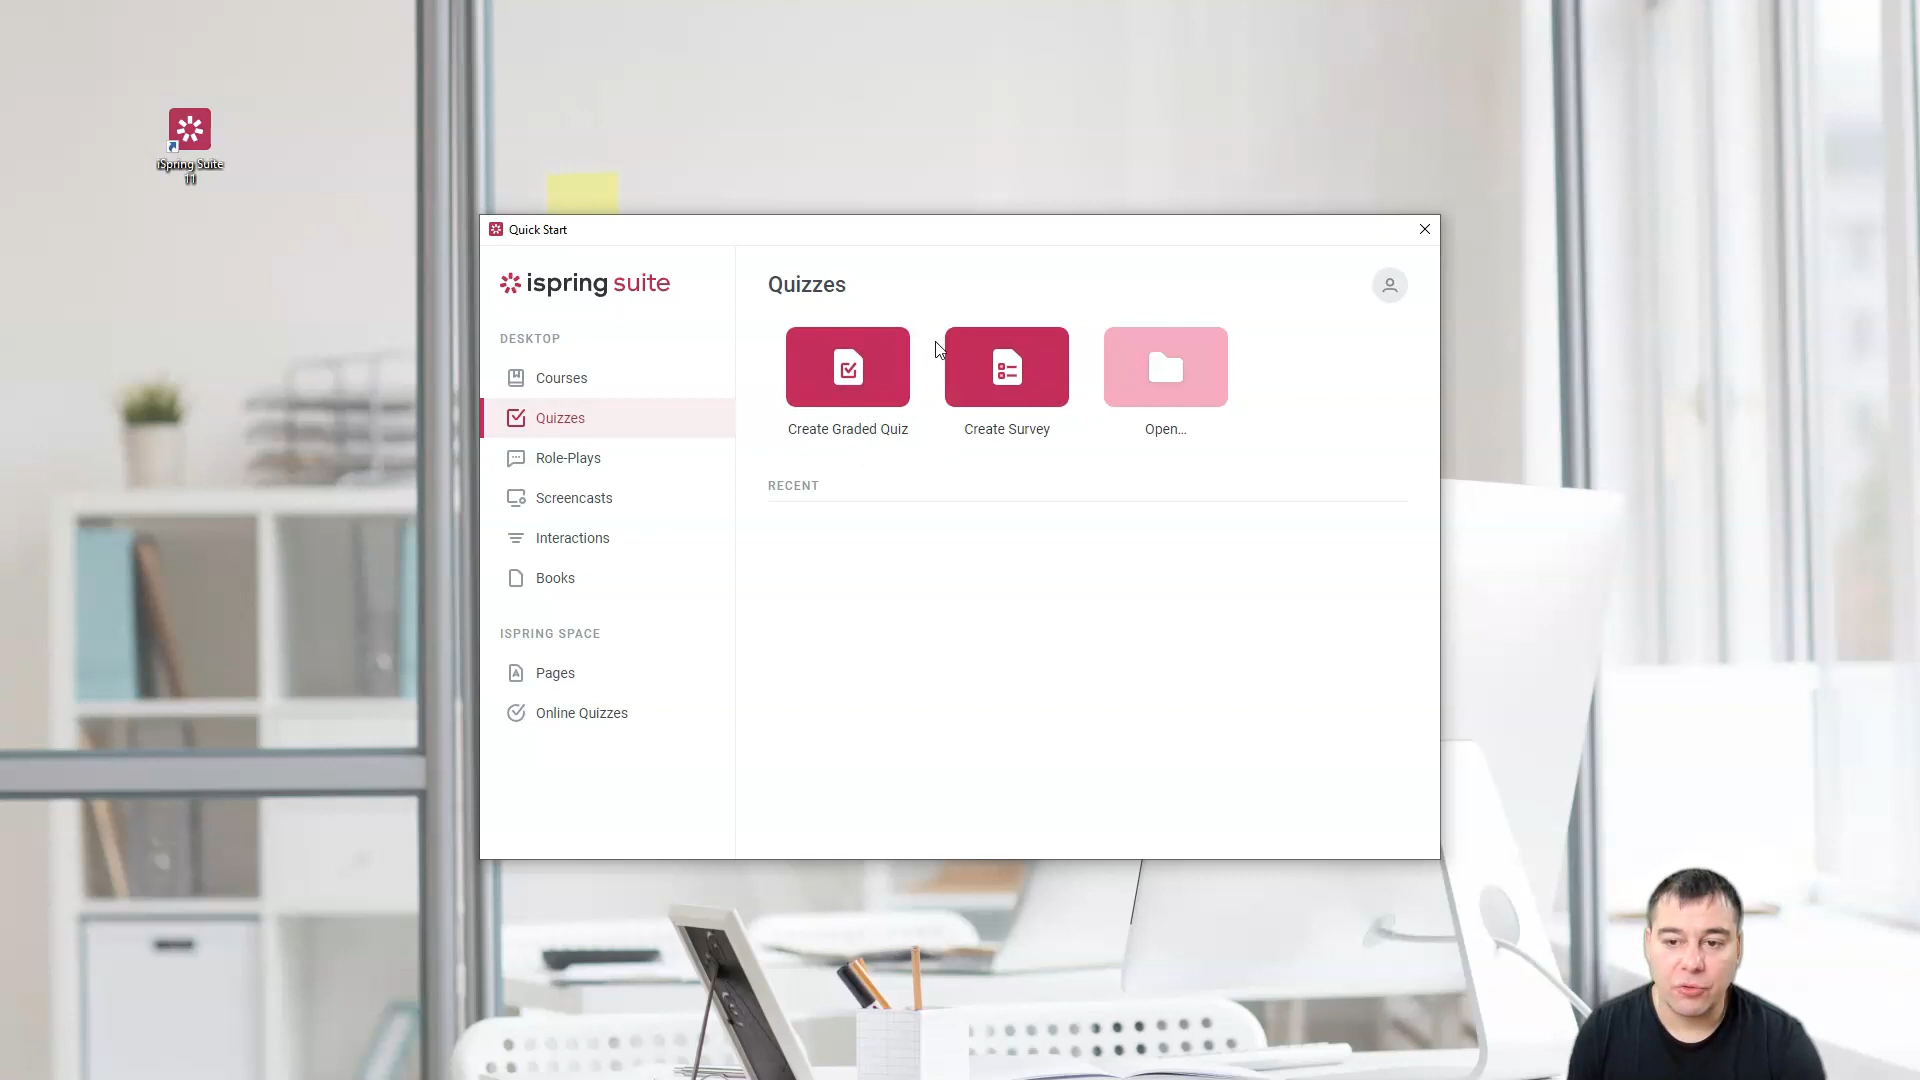 iSpring Suite
11
Quick Start
ispring suite
DESKTOP
Courses
Quizzes
Role-Plays
Screencasts
Interactions
Books
ISPRING SPACE
Pages
Online Quizzes
Quizzes
Create Graded Quiz
Create Survey
Open...
RECENT